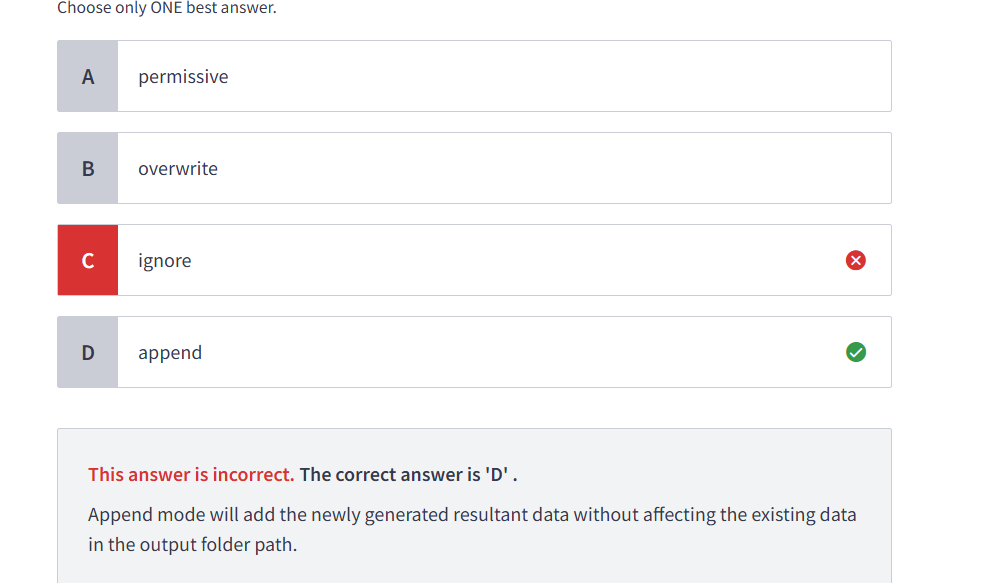 Choose only ONE best answer.
A permissive
B overwrite
C ignore
D append
This answer is incorrect. The correct answer is 'D' .
Append mode will add the newly generated resultant data without affecting the existing data
in the output folder path.